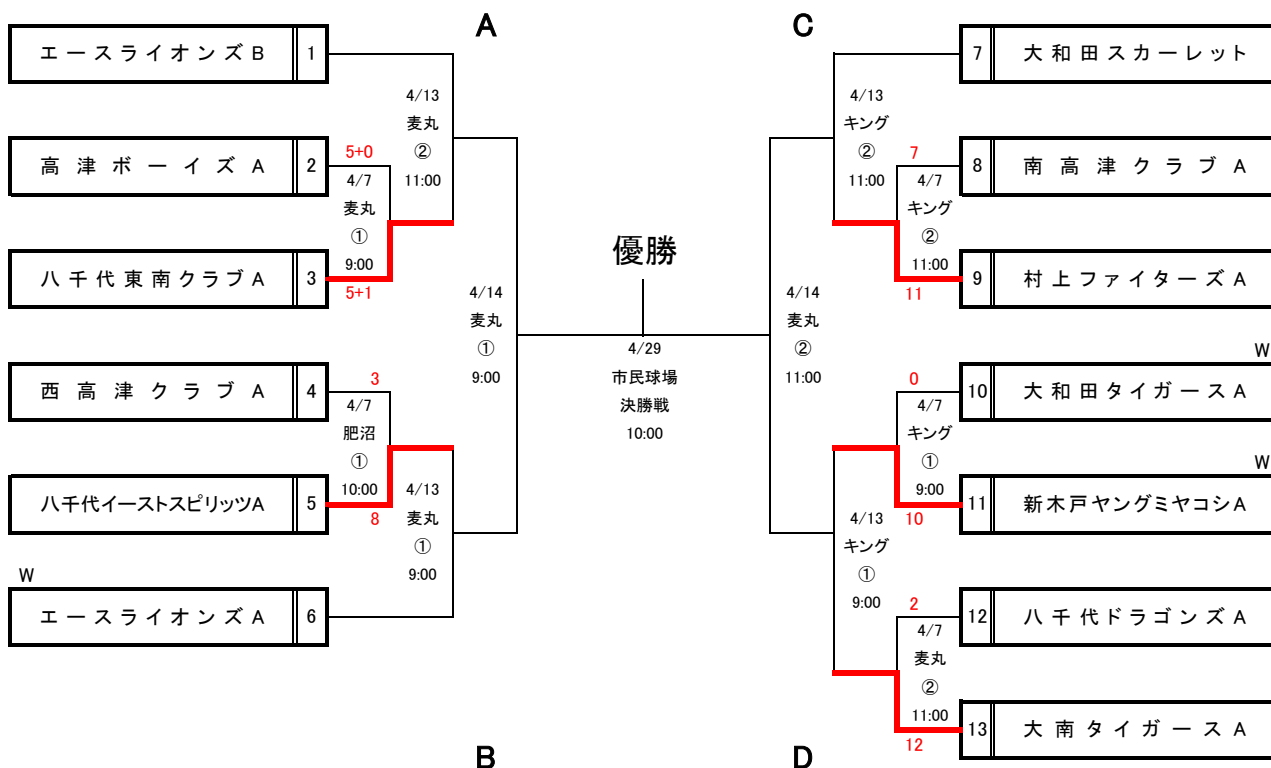 A
C
エースライオンズB 1
4/13
麦丸
②
11:00
高津ボーイズA 2
5+0
4/7
麦丸
①
9:00
八千代東南クラブA 3
5+1
4/14
麦丸
①
9:00
西高津クラブA 4
3
4/7
肥沼
①
10:00
八千代イーストスピリッツA 5
8
4/13
麦丸
①
9:00
W
エースライオンズA 6
B
優勝
4/29
市民球場
決勝戦
10:00
7 大和田スカーレット
4/13
キング
②
11:00
7
8 南高津クラブA
4/7
キング
②
11:00
9 村上ファイターズA
11
4/14
麦丸
②
11:00
W
0
10 大和田タイガースA
4/7
キング
①
9:00
W
11 新木戸ヤングミヤコシA
10
4/13
キング
①
9:00
2
12 八千代ドラゴンズA
4/7
麦丸
②
11:00
13 大南タイガースA
12
D